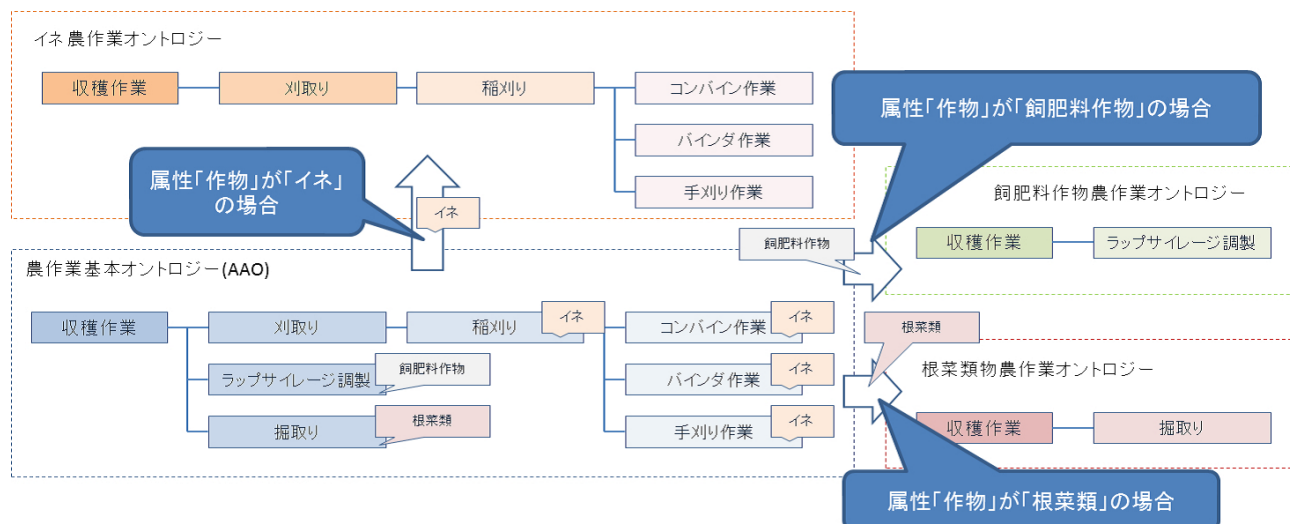 イネ農作業オントロジー
収穫作業
刈取り
稲刈り
コンバイン作業
バインダ作業
手刈り作業
属性「作物」が「飼肥料作物」の場合
属性「作物」が「イネ」
の場合
イネ
飼肥料作物農作業オントロジー
収穫作業
ラップサイレージ調製
飼肥料作物
農作業基本オントロジー(AAO)
収穫作業
刈取り
稲刈り
イネ
コンバイン作業
イネ
ラップサイレージ調製
飼肥料作物
バインダ作業
イネ
掘取り
根菜類
手刈り作業
イネ
根菜類
根菜類物農作業オントロジー
収穫作業
掘取り
属性「作物」が「根菜類」の場合